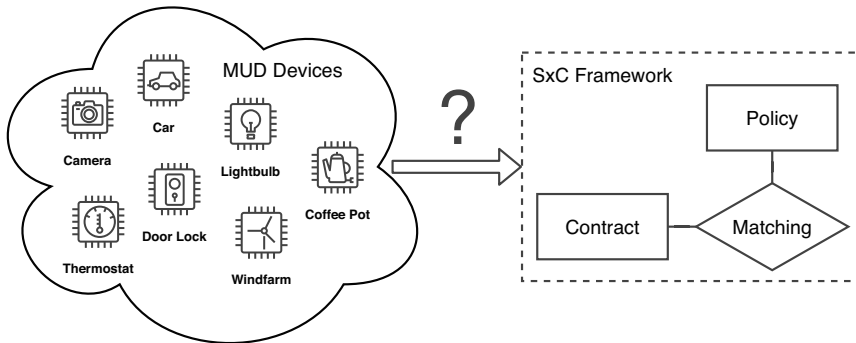 MUD Devices
Car
Camera
Lightbulb
Coffee Pot
Door Lock
Thermostat
Windfarm
?
SxC Framework
Policy
Contract
Matching